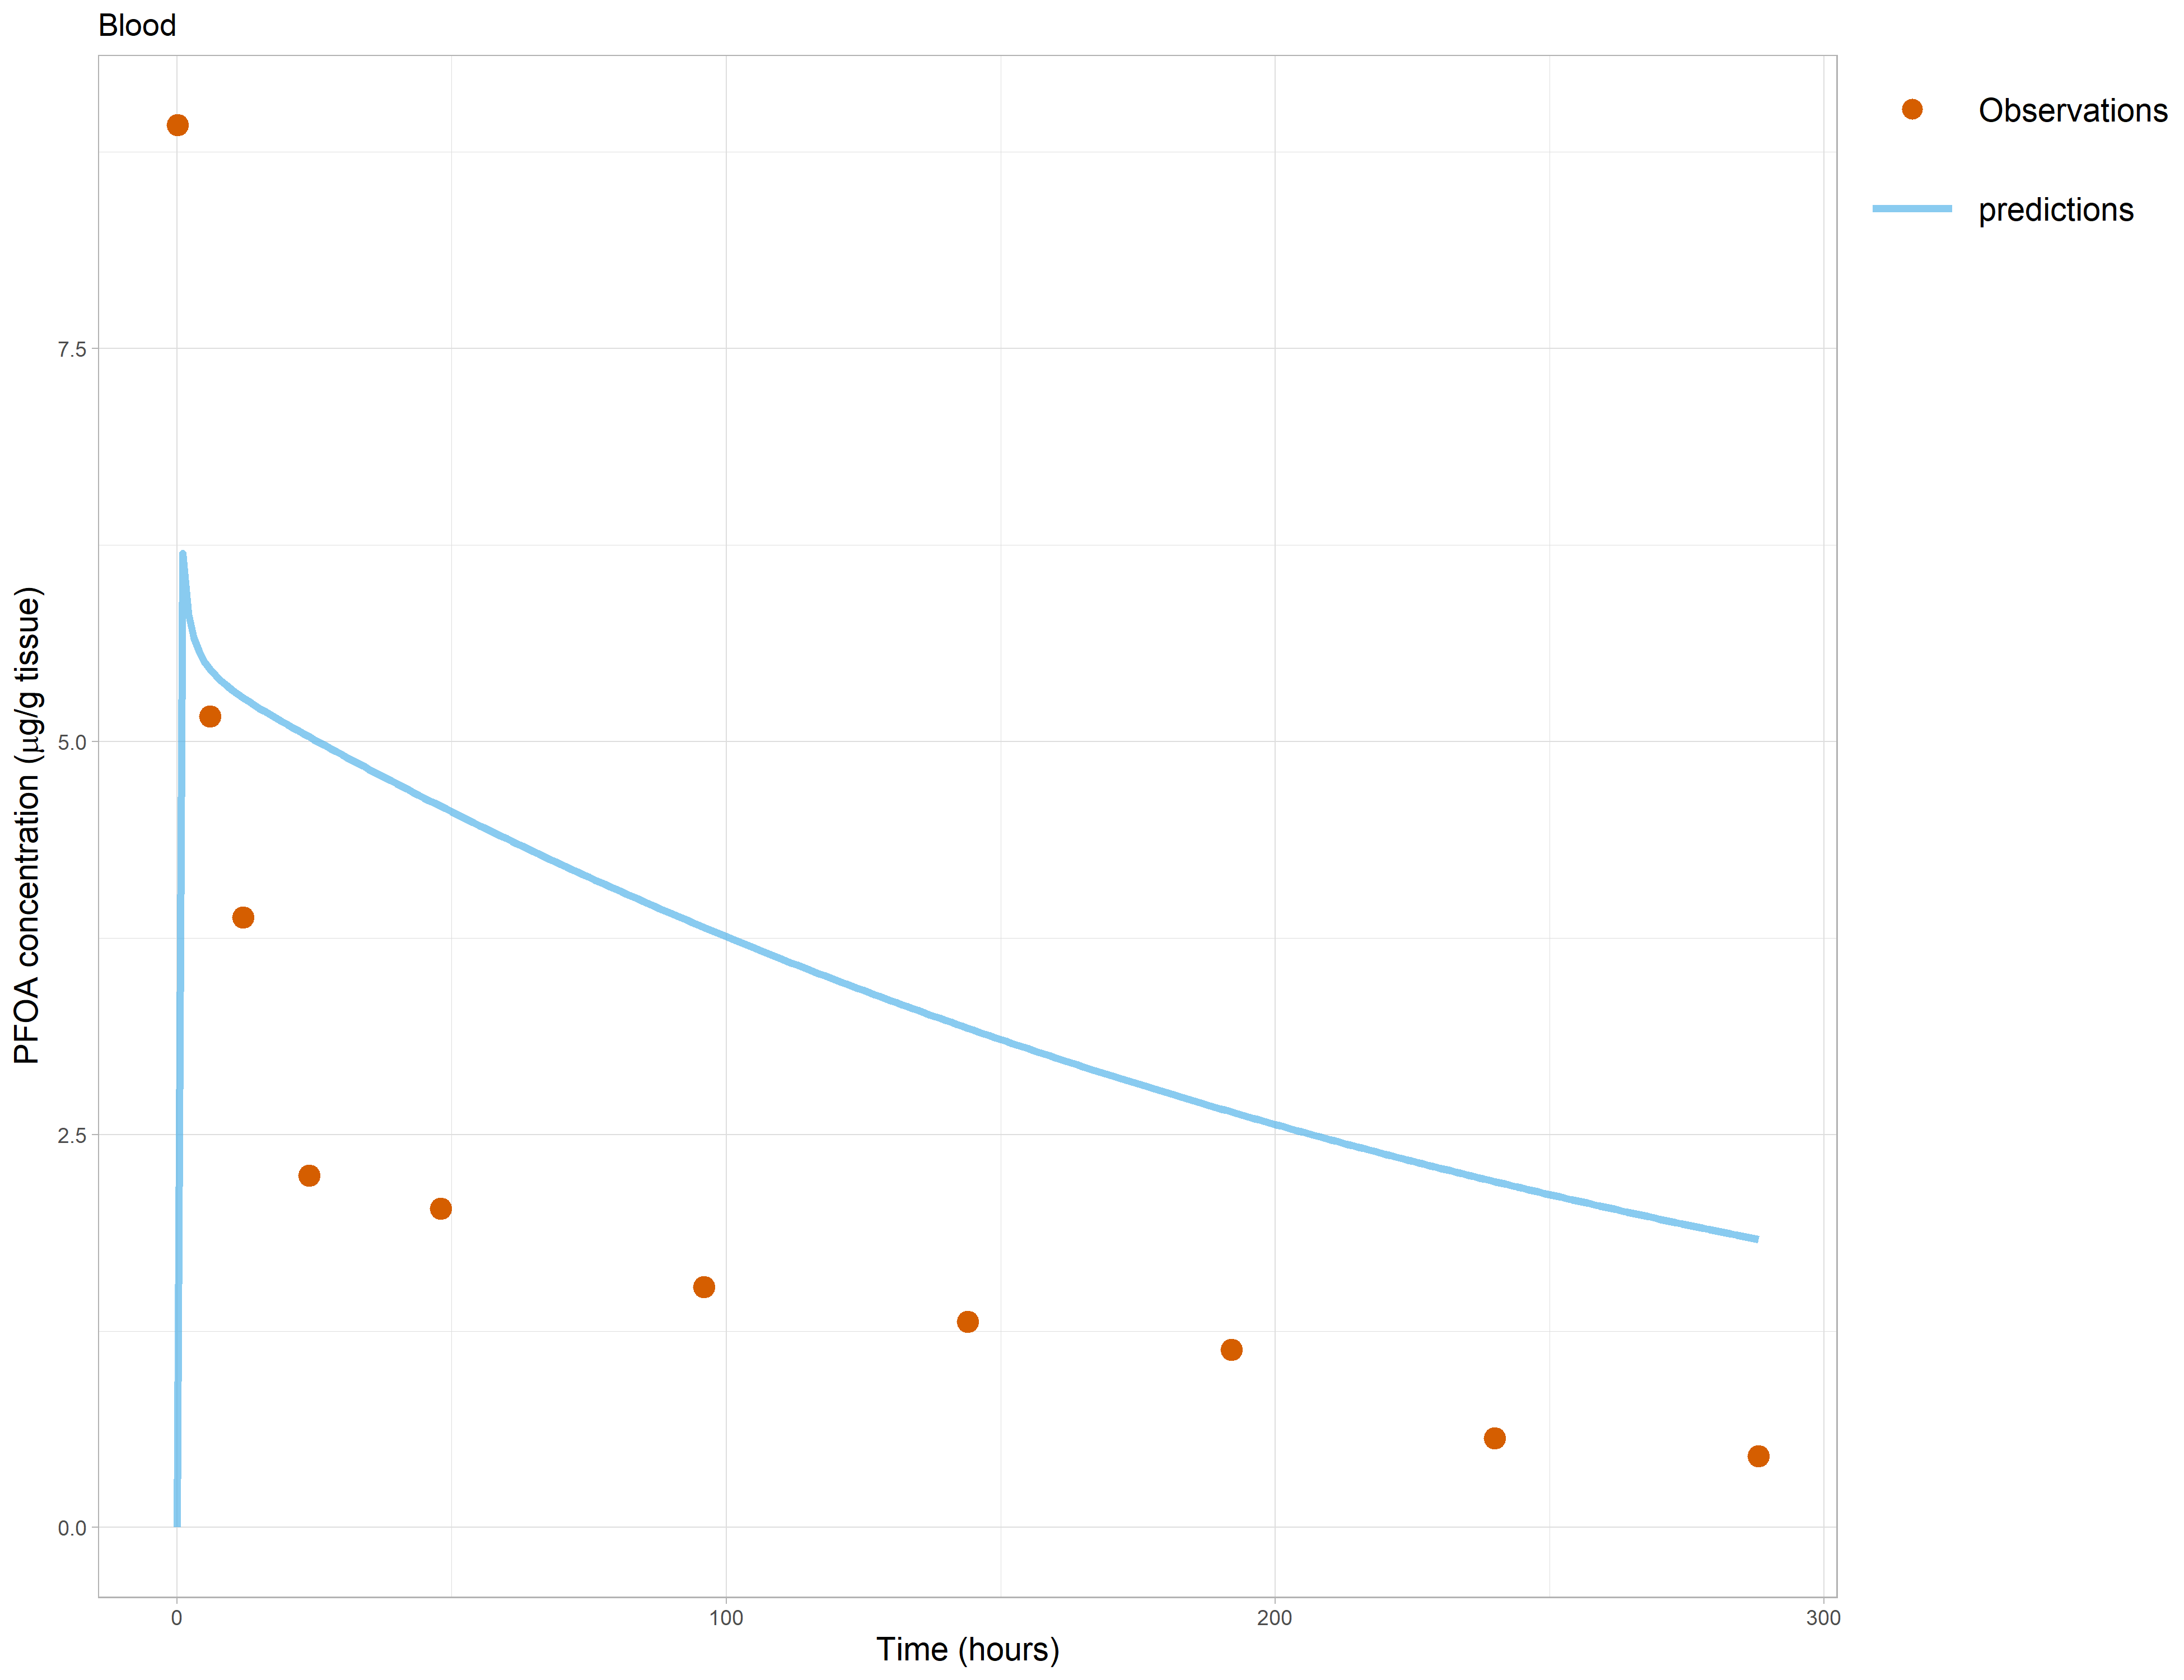 Blood
Observations
predictions
7.5
5.0
2.5
0.0
PFOA concentration (μg/g tissue)
0
100
200
300
Time (hours)